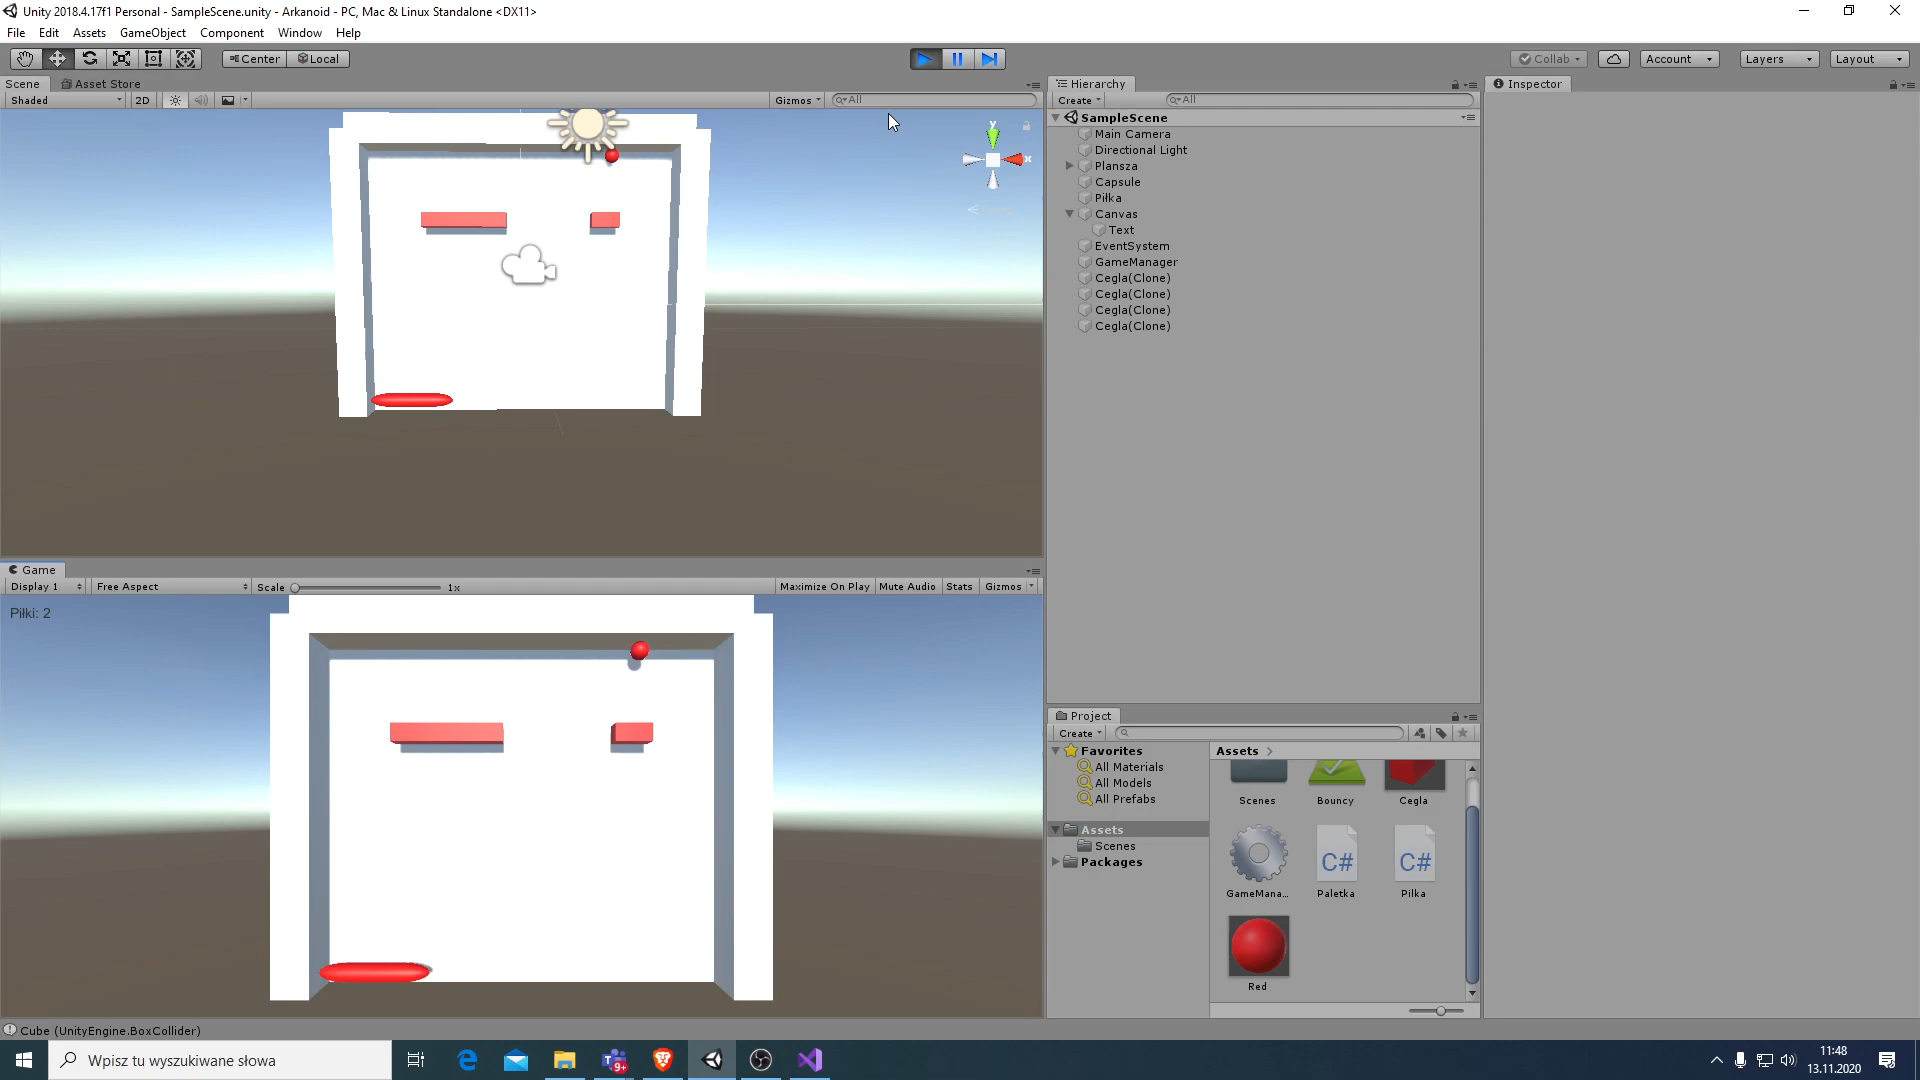 Unity 2018.4.17f1 Personal - SampleScene.unity - Arkanoid - PC, Mac & Linux Standalone <DX11>
File Edit Assets GameObject Component Window Help
Center Local Collab Account Layers Layout
Scene Asset Store
Shaded 2D Gizmos All
y
x
Game
Display 1 Free Aspect Scale 1x Maximize On Play Mute Audio Stats Gizmos
Piłki: 2
Hierarchy
Create All
SampleScene
Main Camera
Directional Light
Plansza
Capsule
Piłka
Canvas
Text
EventSystem
GameManager
Cegla(Clone)
Cegla(Clone)
Cegla(Clone)
Cegla(Clone)
Inspector
Project
Create
Favorites
All Materials
All Models
All Prefabs
Assets
Scenes
Packages
Assets
Scenes Bouncy Cegla
C# C#
GameMana... Paletka Pilka
Red
Cube (UnityEngine.BoxCollider)
Wpisz tu wyszukiwane słowa
9+
11:48
13.11.2020